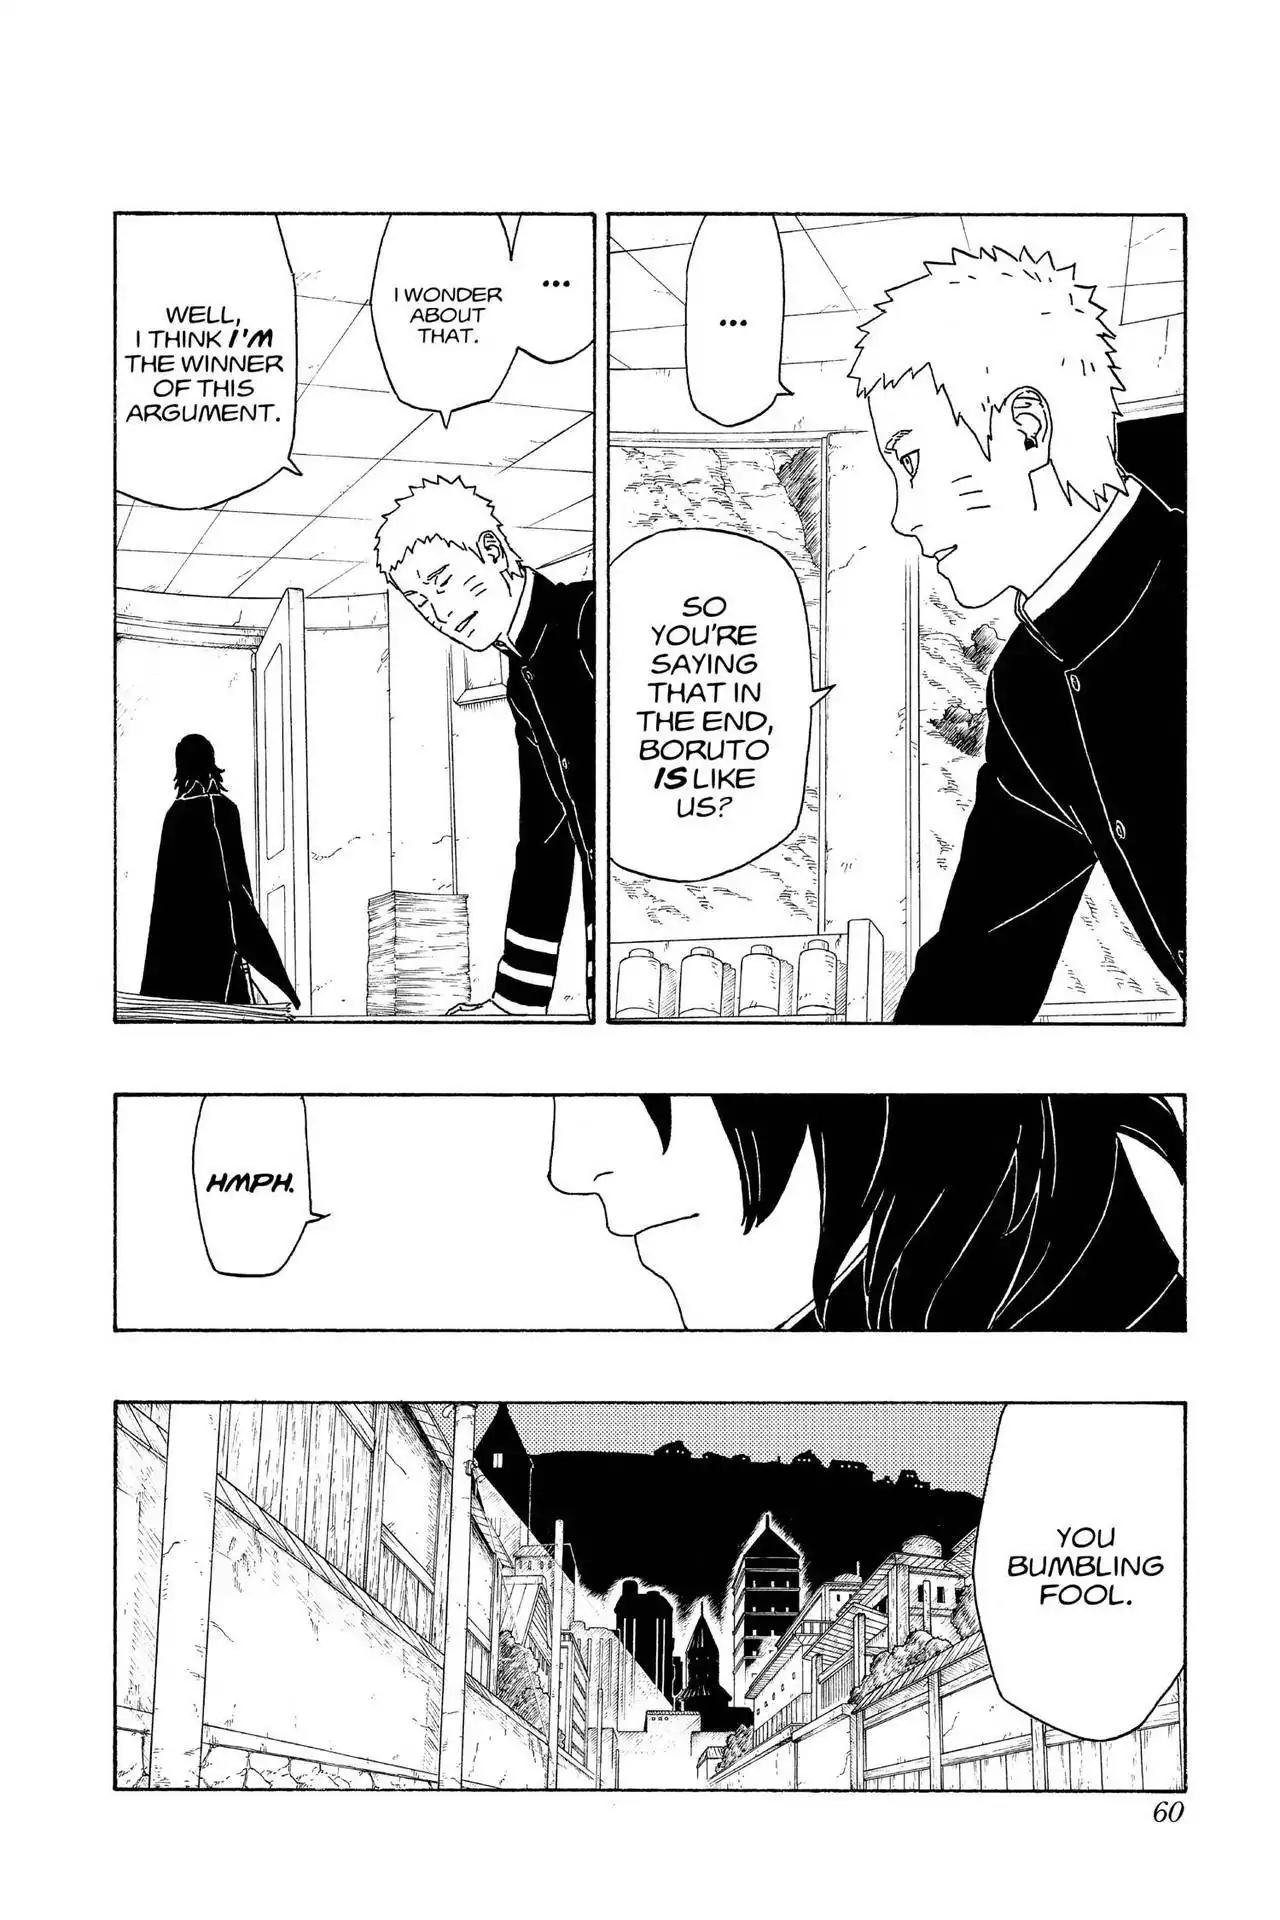 ...
SO
YOU'RE
SAYING
THAT IN
THE END,
BORUTO
IS LIKE
US?
...
I WONDER
ABOUT
THAT.
WELL,
I THINK I'M
THE WINNER
OF THIS
ARGUMENT.
HMPH.
YOU
BUMBLING
FOOL.
60